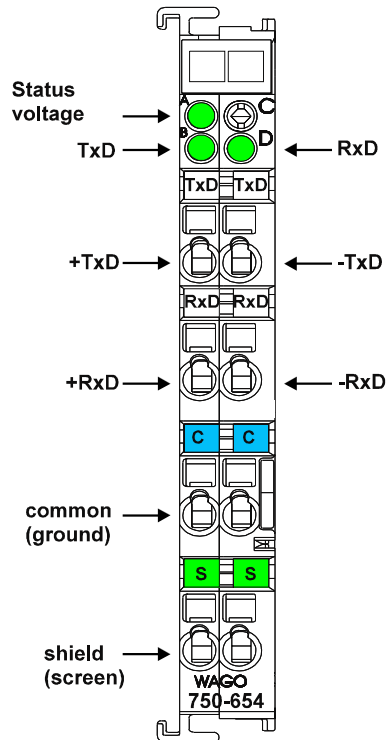 A
C
Status
voltage
B
D
TxD
RxD
TxD TxD
+TxD
-TxD
RxD RxD
+RxD
-RxD
C C
common
(ground)
S S
shield
(screen)
WAGO
750-654